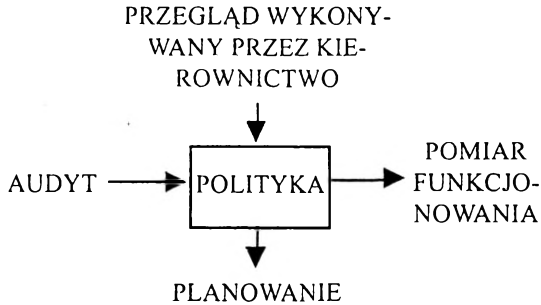 PRZEGLĄD WYKONY-
WANY PRZEZ KIE-
ROWNICTWO
AUDYT
POLITYKA
POMIAR
FUNKCJO-
NOWANIA
PLANOWANIE